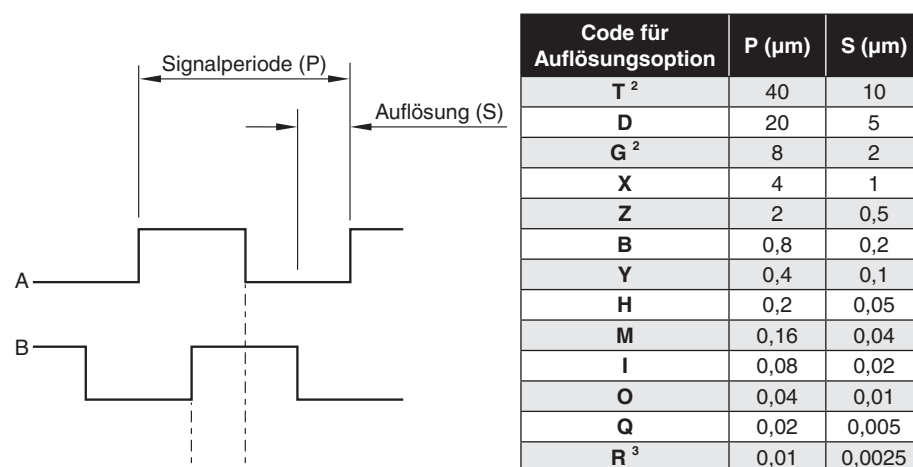 Signalperiode (P)
Auflösung (S)
A
B
Code für Auflösungsoption P (µm) S (µm)
T ² 40 10
D 20 5
G ² 8 2
X 4 1
Z 2 0,5
B 0,8 0,2
Y 0,4 0,1
H 0,2 0,05
M 0,16 0,04
I 0,08 0,02
O 0,04 0,01
Q 0,02 0,005
R ³ 0,01 0,0025